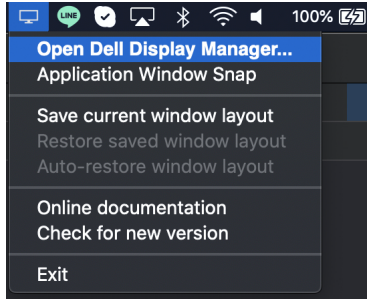 LINE 100%
Open Dell Display Manager...
Application Window Snap
Save current window layout
Restore saved window layout
Auto-restore window layout
Online documentation
Check for new version
Exit